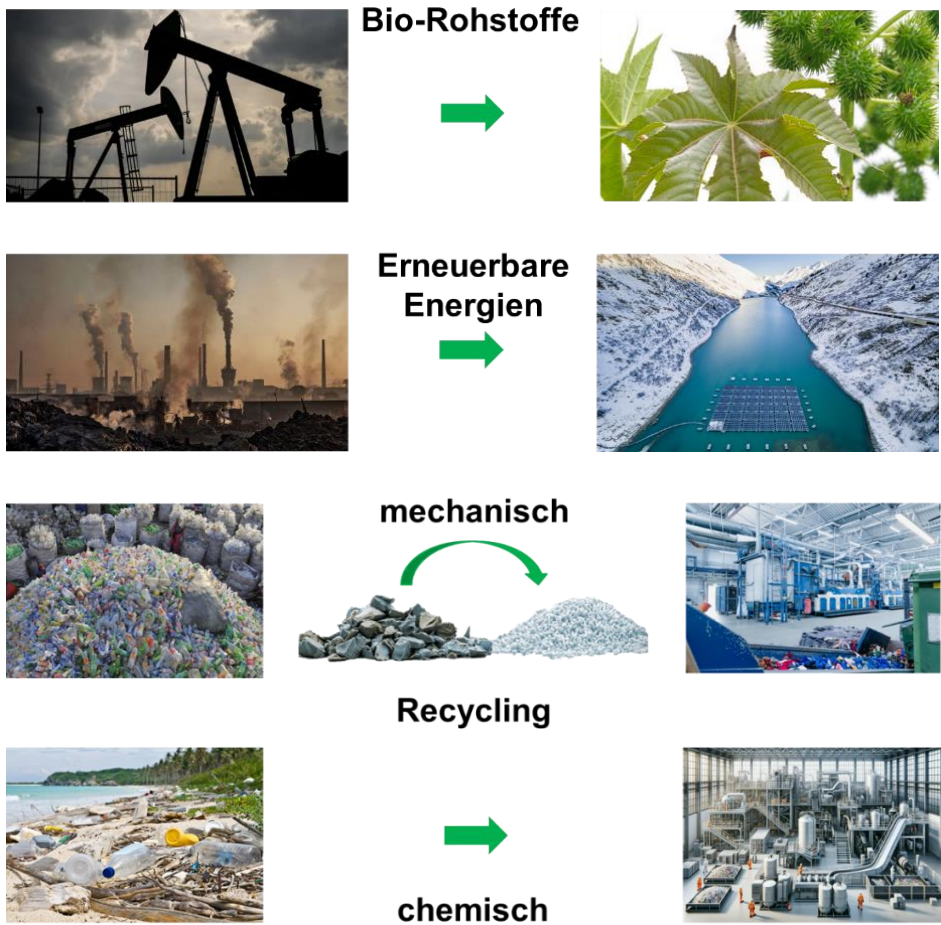 Bio-Rohstoffe
Erneuerbare
Energien
mechanisch
Recycling
chemisch